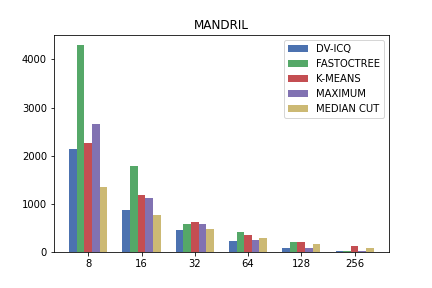 MANDRIL
DV-ICQ
FASTOCTREE
K-MEANS
MAXIMUM
MEDIAN CUT
4000
3000
2000
1000
0
8 16 32 64 128 256